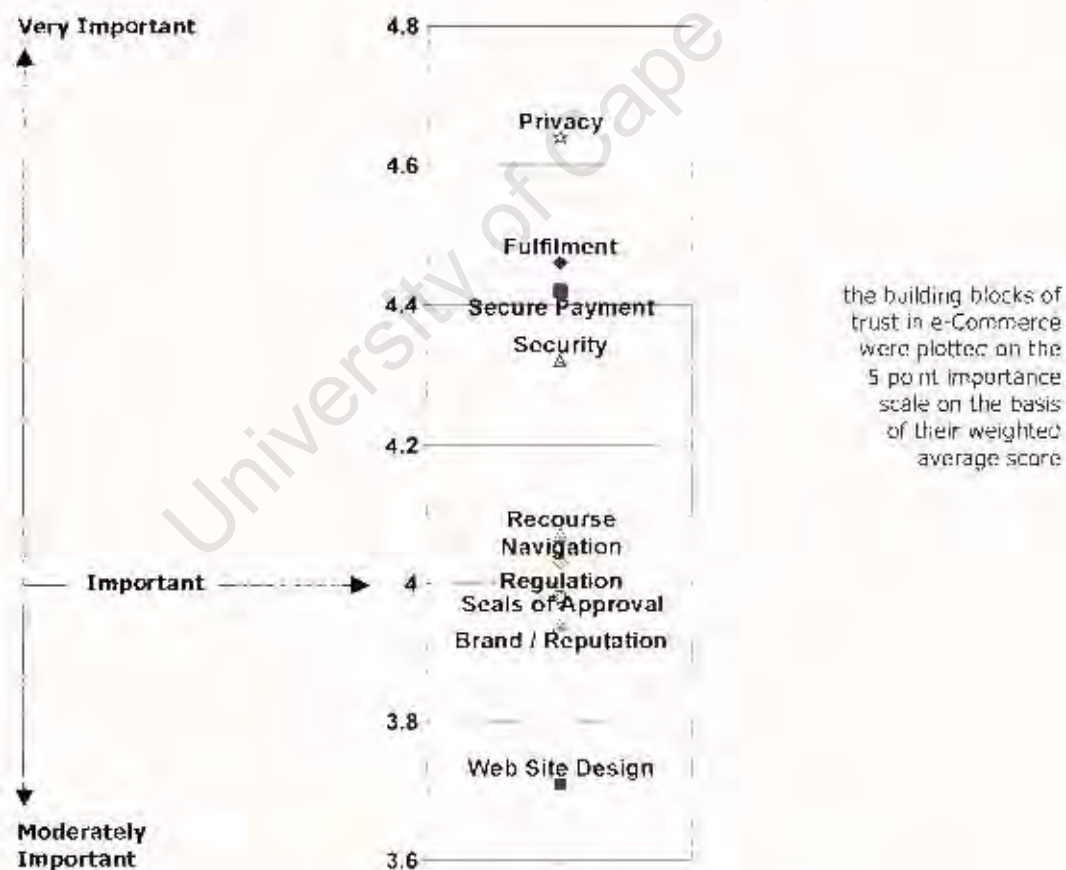 Very Important
4.8
Privacy
4.6
Fulfilment
4.4
Secure Payment
Security
4.2
Recourse
Navigation
Important
4
Regulation
Seals of Approval
Brand / Reputation
3.8
Web Site Design
Moderately
Important
3.6
the building blocks of
trust in e-Commerce
were plotted on the
5 point importance
scale on the basis
of their weighted
average score
University of Cape